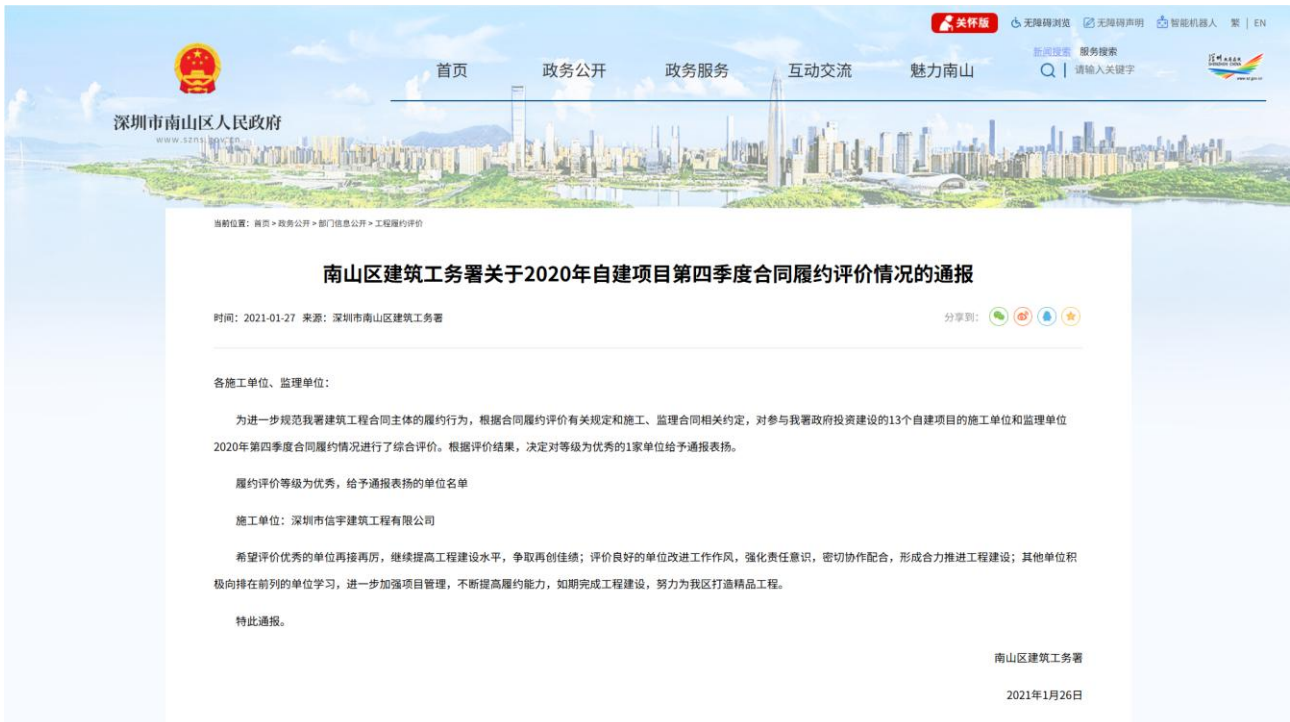 关怀版 无障碍浏览 无障碍声明 智能机器人 繁 | EN
新闻搜索 服务搜索
首页 政务公开 政务服务 互动交流 魅力南山 请输入关键字
深圳市南山区人民政府
www.szns.gov.cn
当前位置：首页 > 政务公开 > 部门信息公开 > 工程履约评价
南山区建筑工务署关于2020年自建项目第四季度合同履约评价情况的通报
时间：2021-01-27 来源：深圳市南山区建筑工务署 分享到：
各施工单位、监理单位：
为进一步规范我署建筑工程合同主体的履约行为，根据合同履约评价有关规定和施工、监理合同相关约定，对参与我署政府投资建设的13个自建项目的施工单位和监理单位
2020年第四季度合同履约情况进行了综合评价。根据评价结果，决定对等级为优秀的1家单位给予通报表扬。
履约评价等级为优秀，给予通报表扬的单位名单
施工单位：深圳市信宇建筑工程有限公司
希望评价优秀的单位再接再厉，继续提高工程建设水平，争取再创佳绩；评价良好的单位改进工作作风，强化责任意识，密切协作配合，形成合力推进工程建设；其他单位积
极向排在前列的单位学习，进一步加强项目管理，不断提高履约能力，如期完成工程建设，努力为我区打造精品工程。
特此通报。
南山区建筑工务署
2021年1月26日